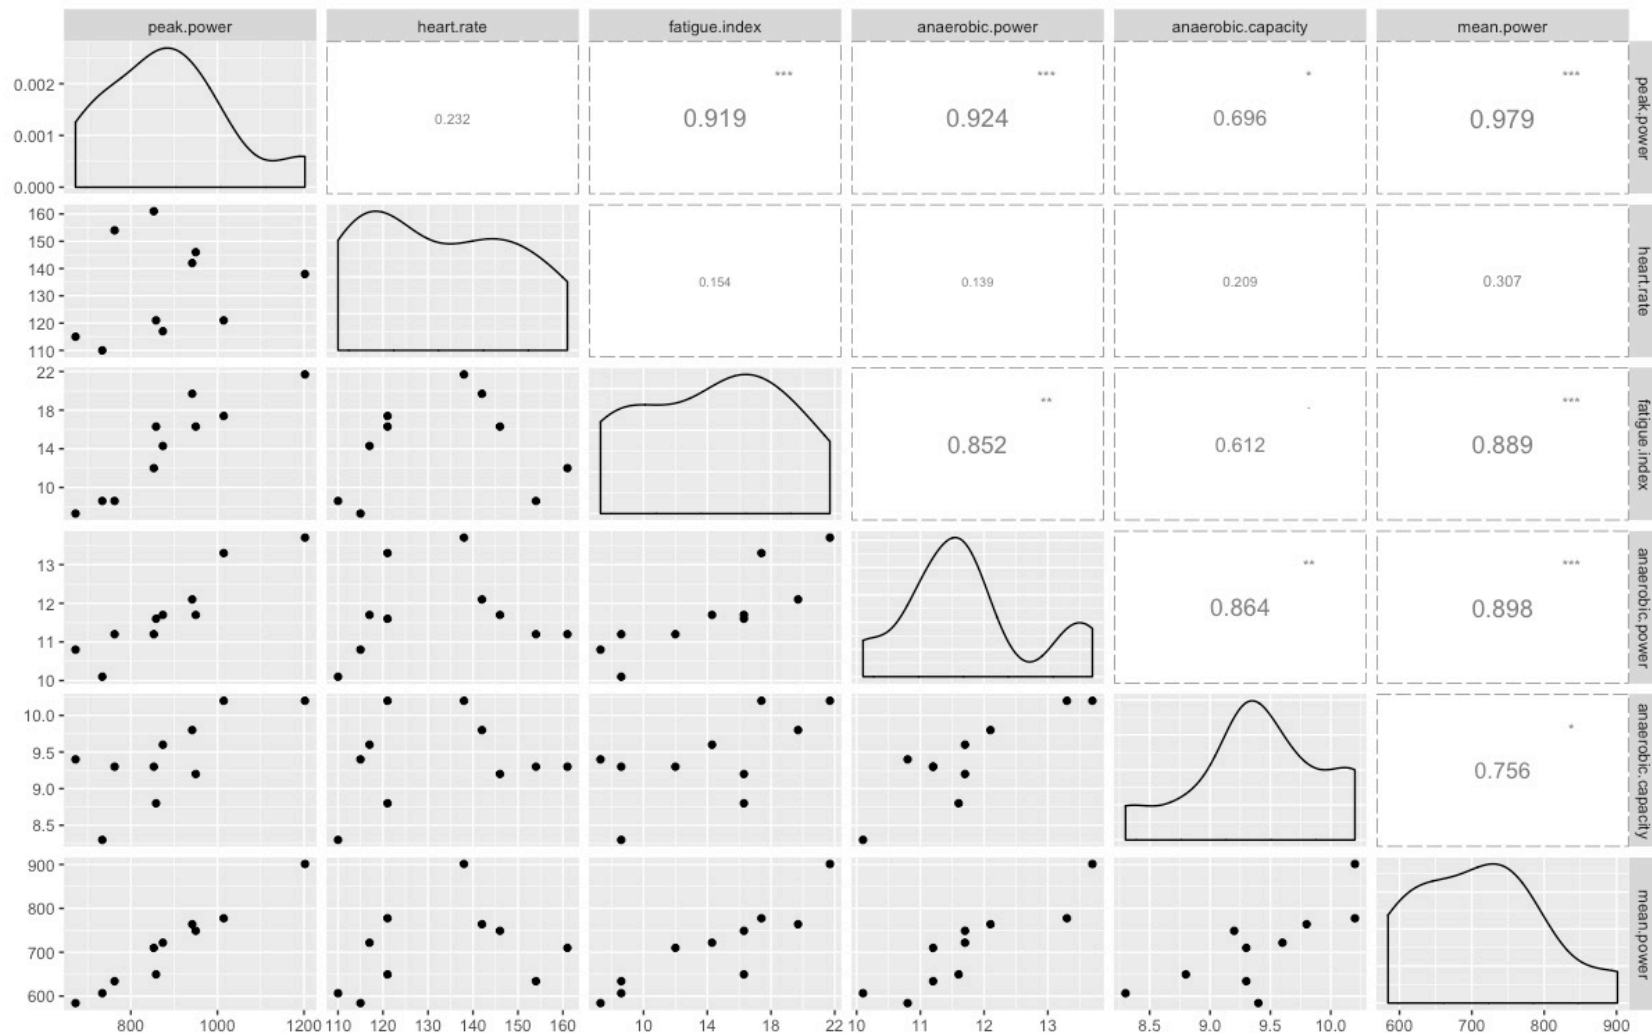 peak.power heart.rate fatigue.index anaerobic.power anaerobic.capacity mean.power
*** *** * ***
0.002
0.232 0.919 0.924 0.696 0.979
0.001
0.000
peak.power
160
150
140
0.154 0.139 0.209 0.307
130
120
110
heart.rate
22
** . ***
18
0.852 0.612 0.889
14
10
fatigue.index
** ***
13
0.864 0.898
12
11
10
anaerobic.power
*
10.0
9.5
0.756
9.0
8.5
anaerobic.capacity
900
800
700
600
mean.power
800 1000 1200 110 120 130 140 150 160 10 14 18 22 10 11 12 13 8.5 9.0 9.5 10.0 600 700 800 900